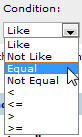 Condition:
Like
Like
Not Like
Equal
Not Equal
<
<=
>=
>